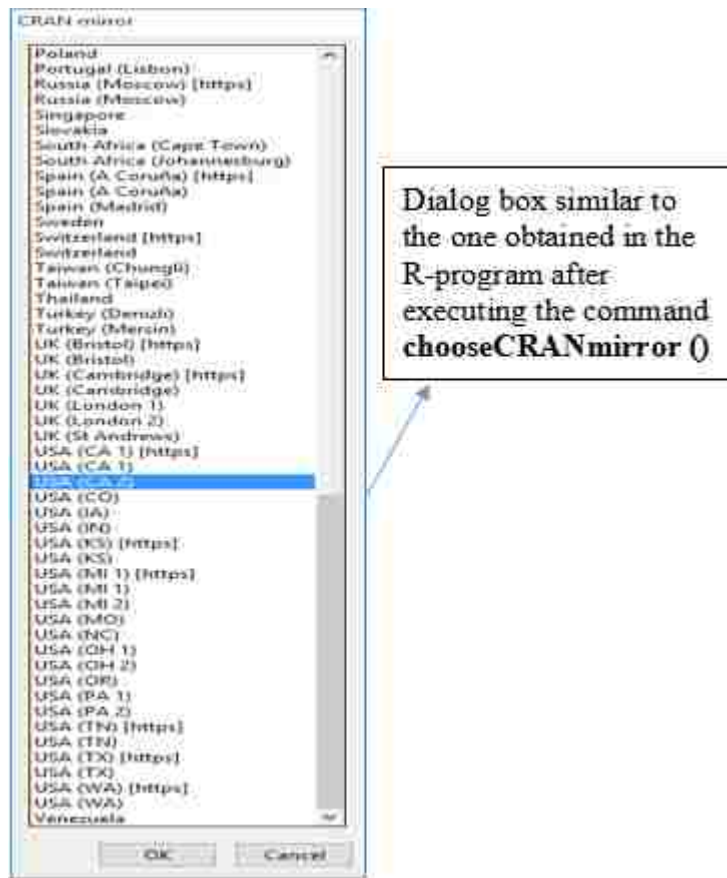 CRAN mirror
Poland
Portugal (Lisbon)
Russia (Moscow) [https]
Russia (Moscow)
Singapore
Slovakia
South Africa (Cape Town)
South Africa (Johannesburg)
Spain (A Coruña) [https]
Spain (A Coruña)
Spain (Madrid)
Sweden
Switzerland [https]
Switzerland
Taiwan (Chungli)
Taiwan (Taipei)
Thailand
Turkey (Denizli)
Turkey (Mersin)
UK (Bristol) [https]
UK (Bristol)
UK (Cambridge) [https]
UK (Cambridge)
UK (London 1)
UK (London 2)
UK (St Andrews)
USA (CA 1) [https]
USA (CA 1)
USA (CA 2)
USA (CO)
USA (IA)
USA (IN)
USA (KS) [https]
USA (KS)
USA (MI 1) [https]
USA (MI 1)
USA (MI 2)
USA (MO)
USA (NC)
USA (OH 1)
USA (OH 2)
USA (OR)
USA (PA 1)
USA (PA 2)
USA (TN) [https]
USA (TN)
USA (TX) [https]
USA (TX)
USA (WA) [https]
USA (WA)
Venezuela
OK Cancel
Dialog box similar to
the one obtained in the
R-program after
executing the command
chooseCRANmirror ()